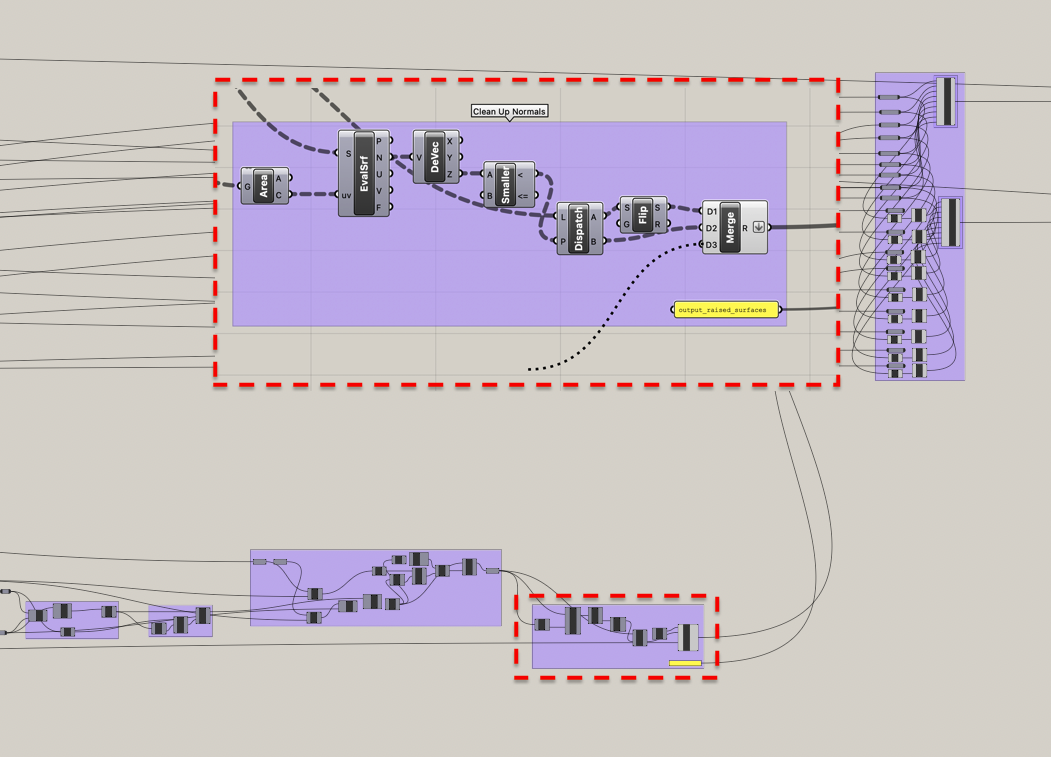 Clean Up Normals
G
Area
A
C
S
uv
EvalSrf
P
N
U
V
F
V
DeVec
X
Y
Z
A
B
Smaller
<
<=
L
P
Dispatch
A
B
S
G
Flip
S
R
D1
D2
D3
Merge
R
output_raised_surfaces